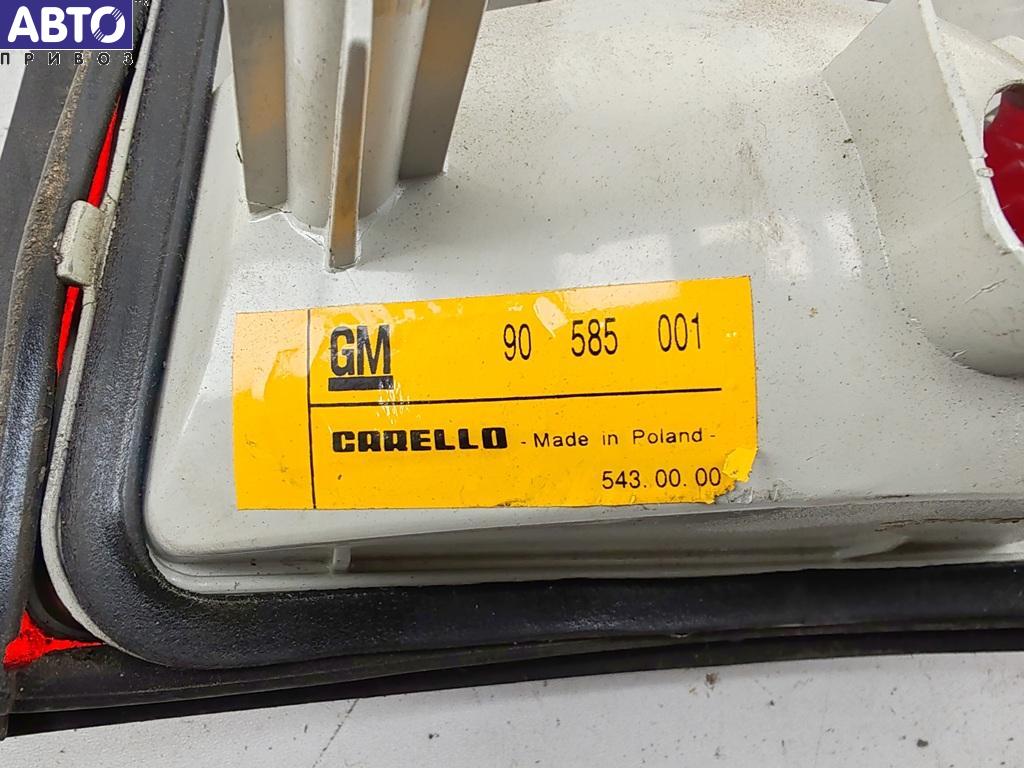 АВТО
ПРИВОЗ
GM 90 585 001
CARELLO - Made in Poland -
543. 00. 00